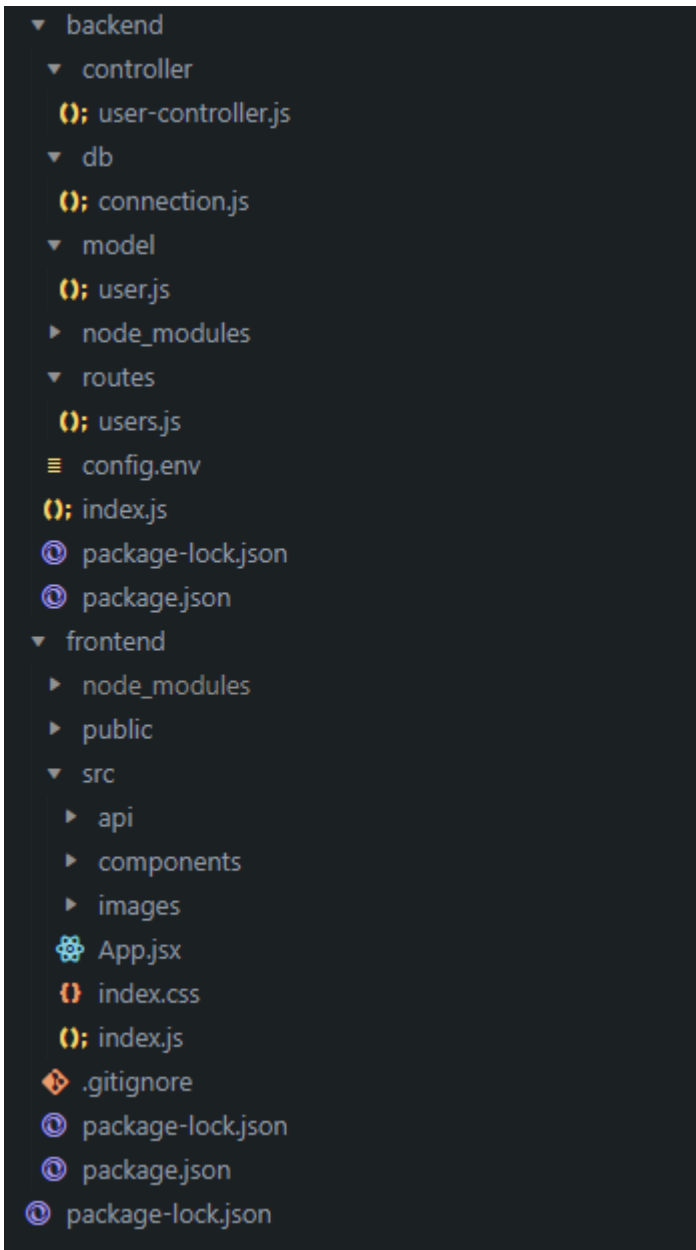 backend
controller
user-controller.js
db
connection.js
model
user.js
node_modules
routes
users.js
config.env
index.js
package-lock.json
package.json
frontend
node_modules
public
src
api
components
images
App.jsx
index.css
index.js
.gitignore
package-lock.json
package.json
package-lock.json